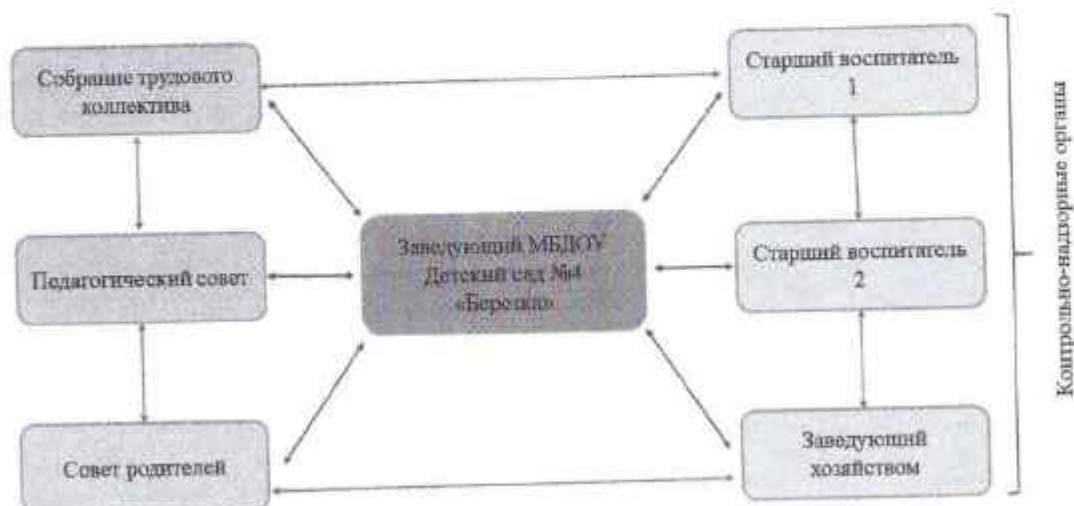 Собрание трудового
коллектива
Старший воспитатель
1
Педагогический совет
Заведующий МБДОУ
Детский сад №4
«Березка»
Старший воспитатель
2
Совет родителей
Заведующий
хозяйством
Контрольно-надзорные органы